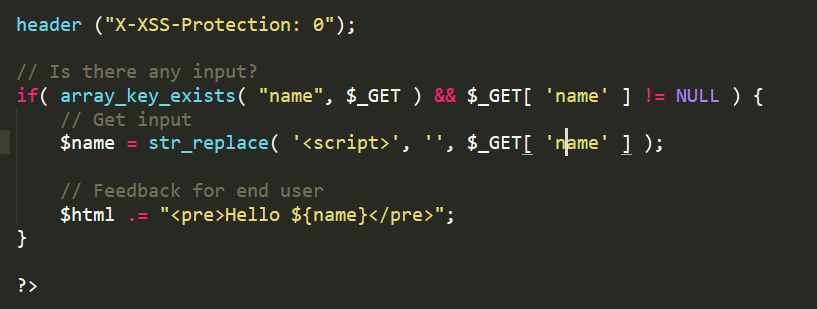 header ("X-XSS-Protection: 0");
// Is there any input?
if( array_key_exists( "name", $_GET ) && $_GET[ 'name' ] != NULL ) {
// Get input
$name = str_replace( '<script>', '', $_GET[ 'name' ] );
// Feedback for end user
$html .= "<pre>Hello ${name}</pre>";
}
?>